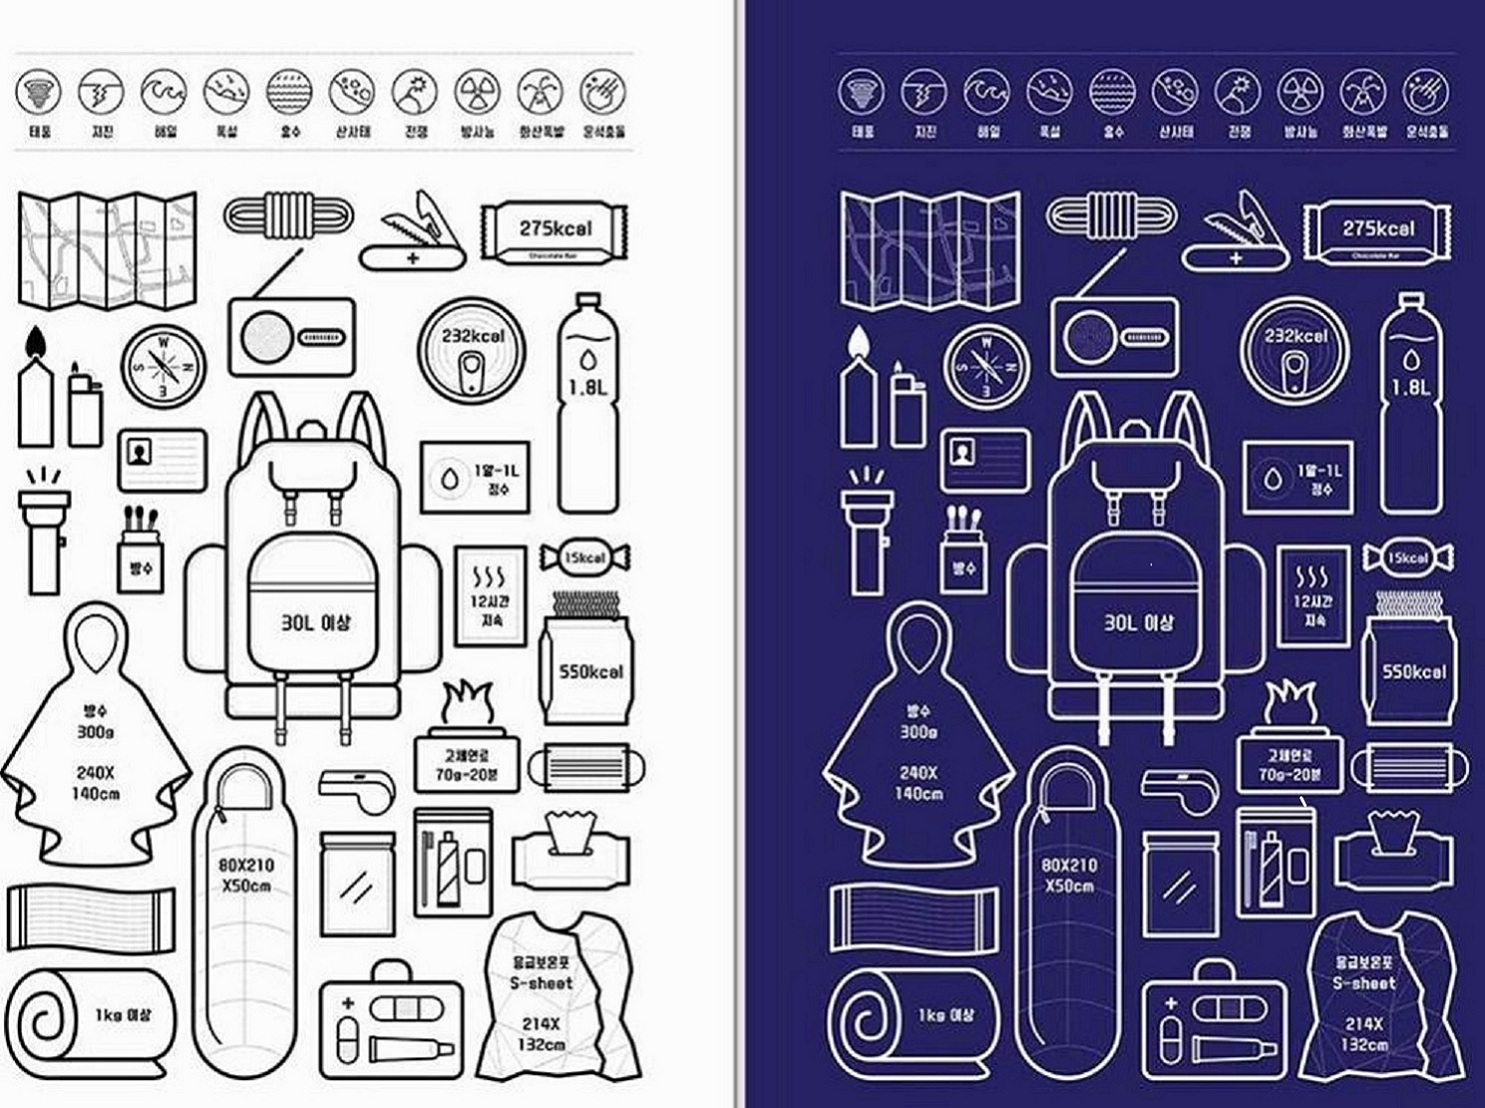 태풍 지진 해일 폭설 홍수 산사태 전쟁 방사능 화산폭발 운석충돌
275kcal
Chocolate Bar
232kcal
W
S N
E
1.8L
1알-1L
정수
방수
15kcal
12시간
지속
30L 이상
550kcal
방수
300g
240X
140cm
고체연료
70g-20분
80X210
X50cm
응급보온포
S-sheet
214X
132cm
1kg 이상
태풍 지진 해일 폭설 홍수 산사태 전쟁 방사능 화산폭발 운석충돌
275kcal
Chocolate Bar
232kcal
W
S N
E
1.8L
1알-1L
정수
방수
15kcal
12시간
지속
30L 이상
550kcal
방수
300g
240X
140cm
고체연료
70g-20분
80X210
X50cm
응급보온포
S-sheet
214X
132cm
1kg 이상